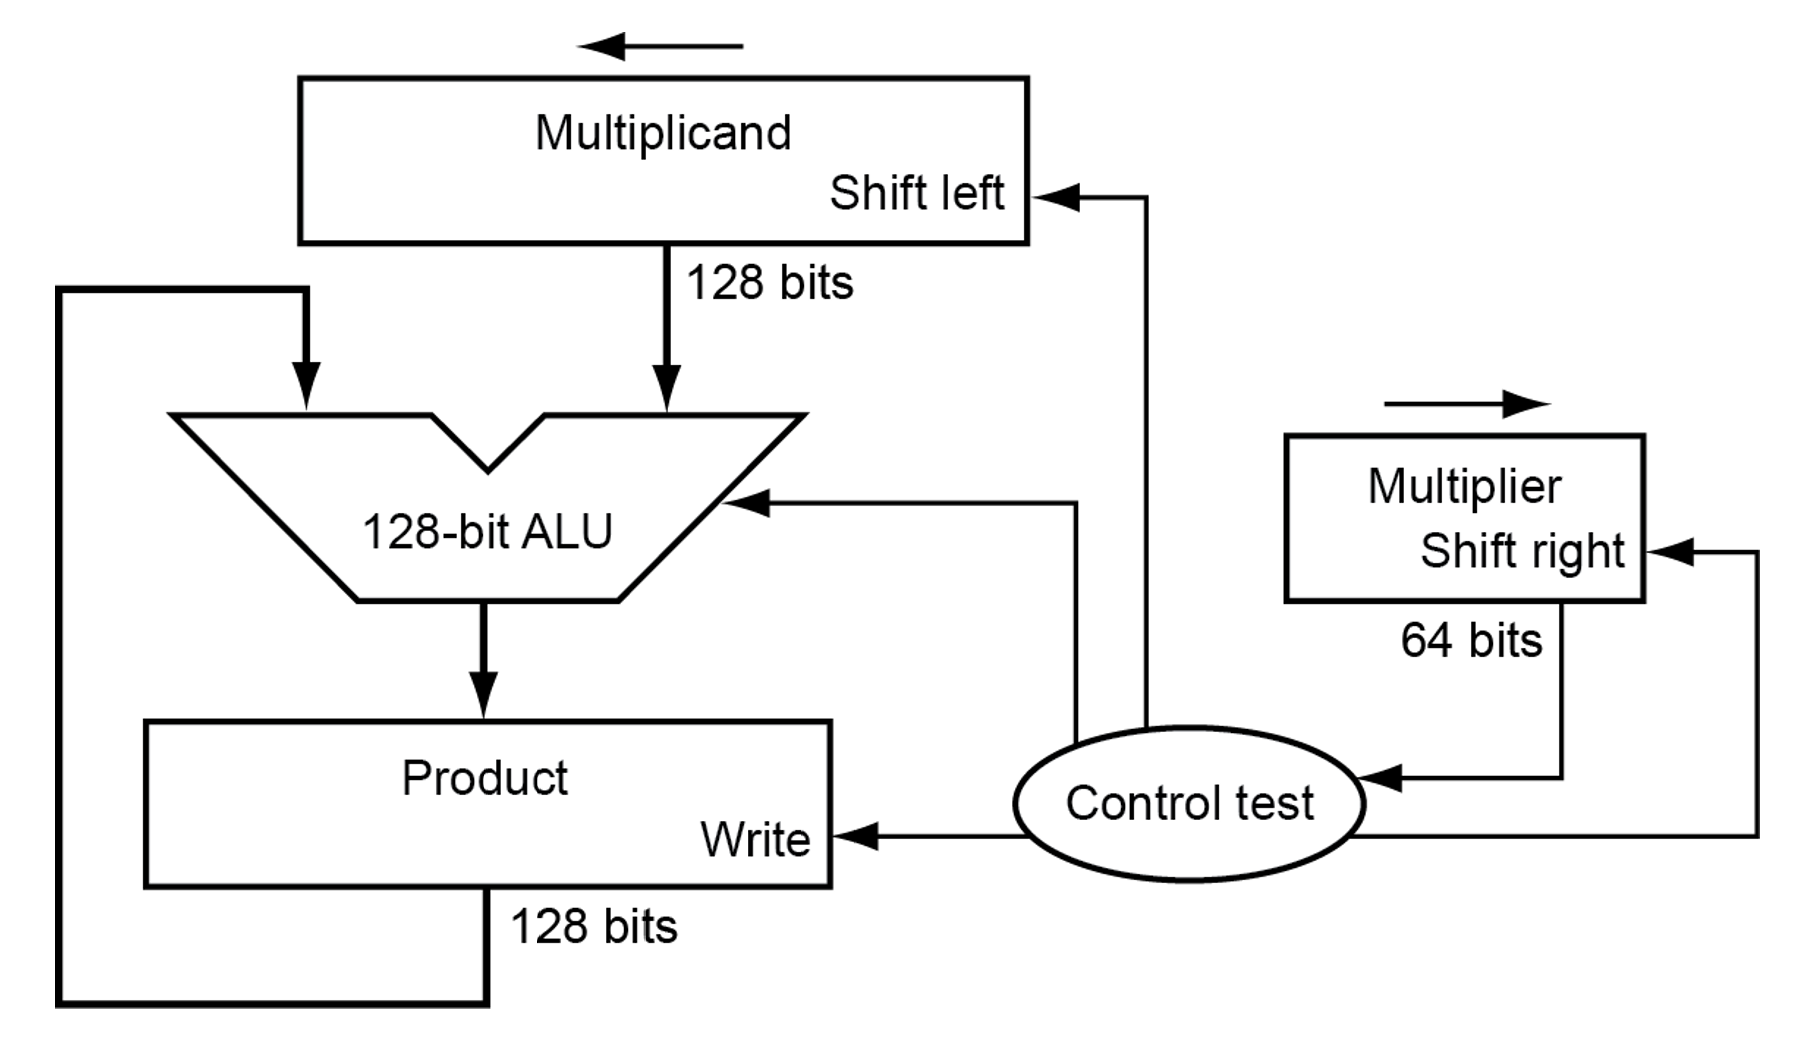 Multiplicand
Shift left
128 bits
128-bit ALU
Multiplier
Shift right
64 bits
Product
Write
Control test
128 bits